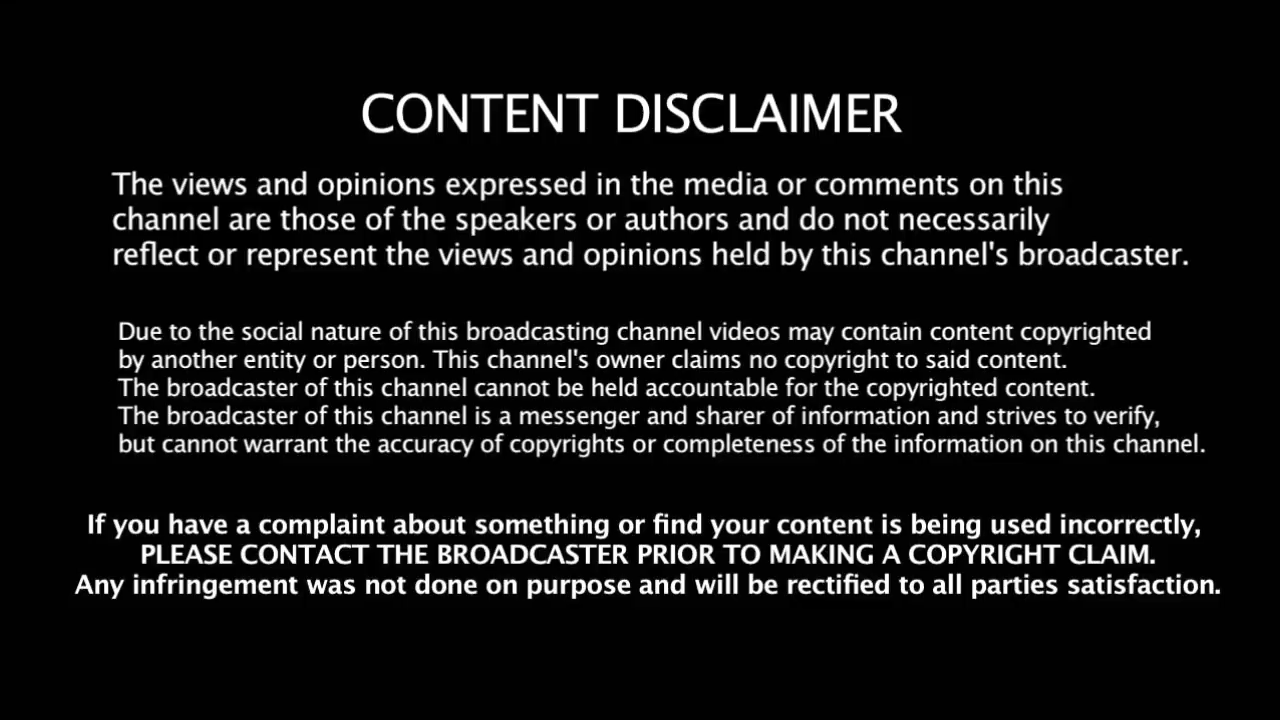 CONTENT DISCLAIMER
The views and opinions expressed in the media or comments on this
channel are those of the speakers or authors and do not necessarily
reflect or represent the views and opinions held by this channel's broadcaster.
Due to the social nature of this broadcasting channel videos may contain content copyrighted
by another entity or person. This channel's owner claims no copyright to said content.
The broadcaster of this channel cannot be held accountable for the copyrighted content.
The broadcaster of this channel is a messenger and sharer of information and strives to verify,
but cannot warrant the accuracy of copyrights or completeness of the information on this channel.
If you have a complaint about something or find your content is being used incorrectly,
PLEASE CONTACT THE BROADCASTER PRIOR TO MAKING A COPYRIGHT CLAIM.
Any infringement was not done on purpose and will be rectified to all parties satisfaction.